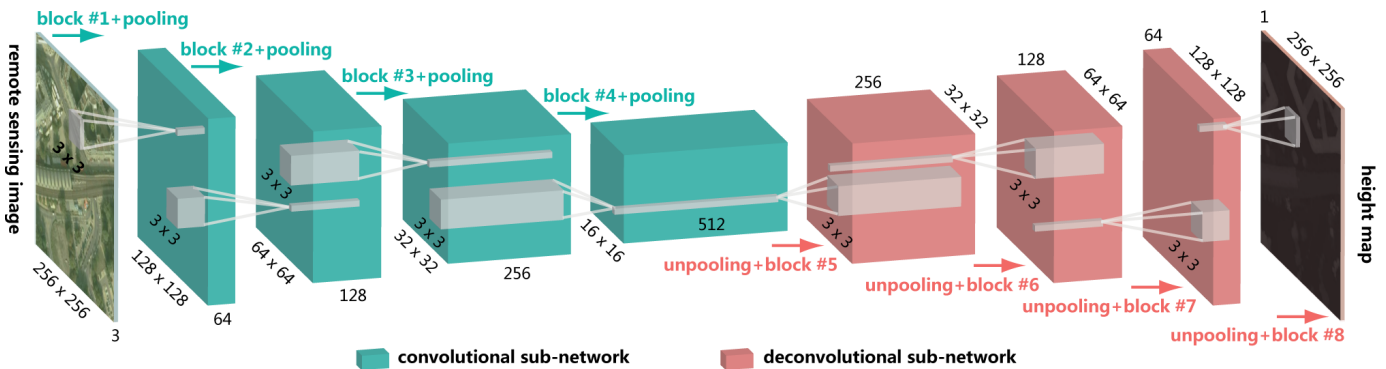 block #1+pooling
remote sensing image
3 x 3
256 x 256
3
block #2+pooling
3 x 3
128 x 128
64
block #3+pooling
3 x 3
64 x 64
128
block #4+pooling
3 x 3
32 x 32
256
16 x 16
512
unpooling+block #5
256
32 x 32
3 x 3
unpooling+block #6
128
64 x 64
3 x 3
unpooling+block #7
64
128 x 128
3 x 3
unpooling+block #8
1
256 x 256
height map
convolutional sub-network
deconvolutional sub-network